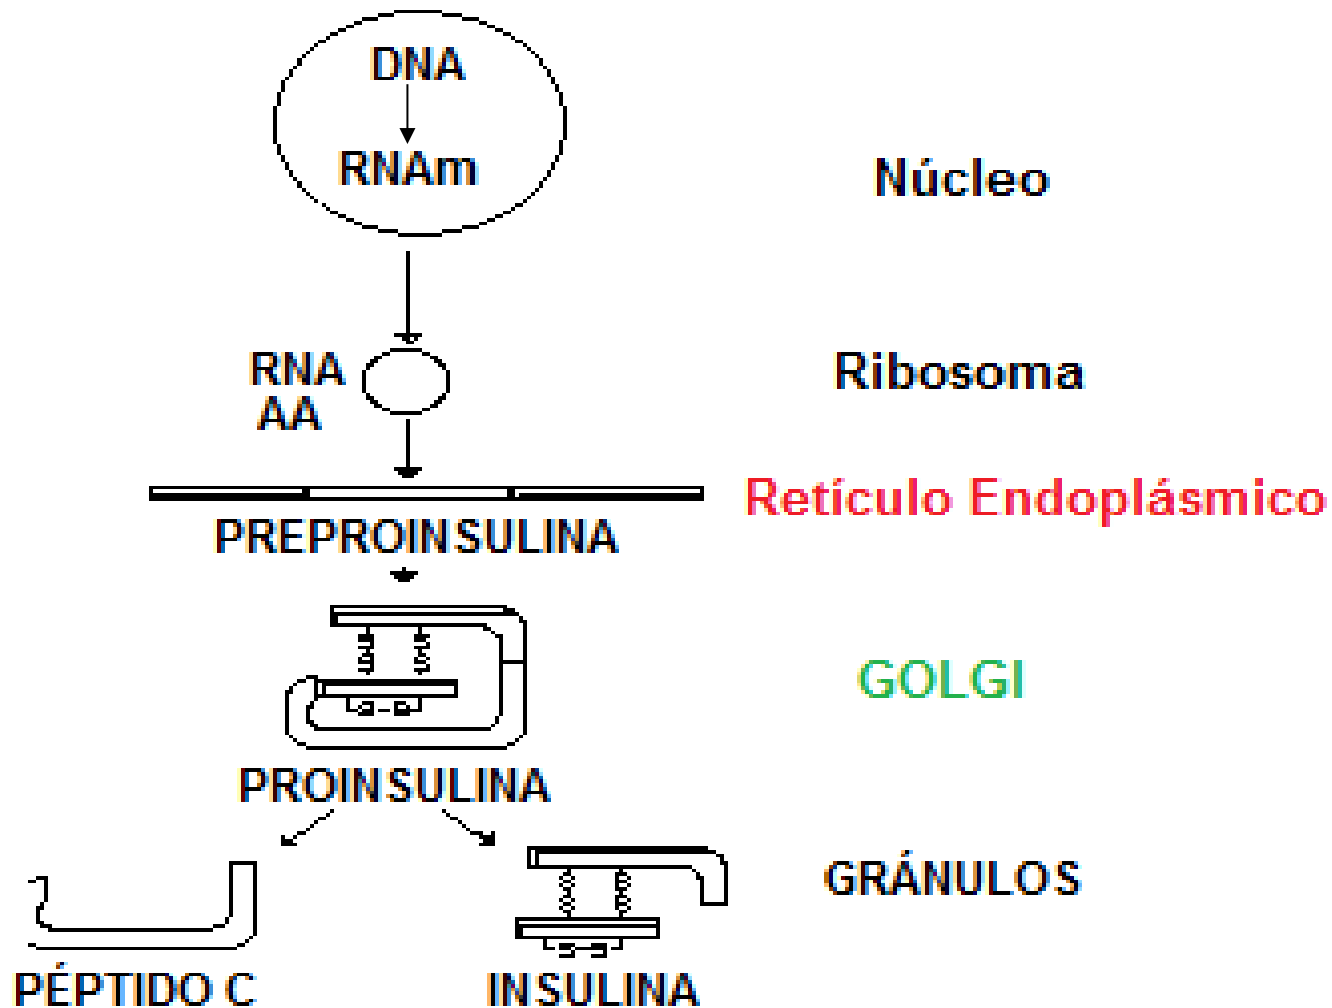 DNA
RNAm
Núcleo
RNA
AA
Ribosoma
Retículo Endoplásmico
PREPROINSULINA
GOLGI
PROINSULINA
GRÁNULOS
PÉPTIDO C
INSULINA